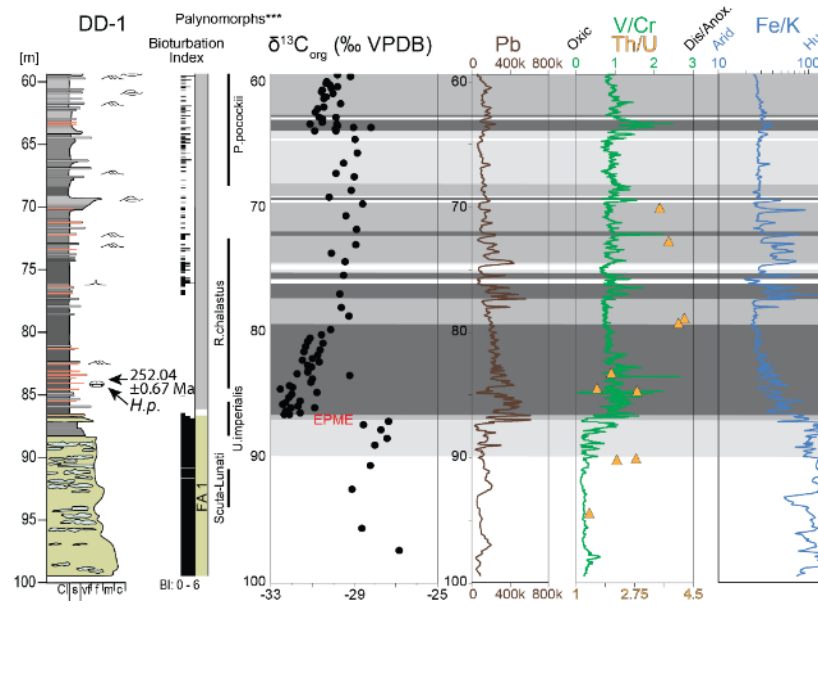 DD-1
Palynomorphs***
Bioturbation
Index
δ¹³Corg (‰ VPDB)
Pb
Oxic
V/Cr
Th/U
Dis/Anox.
Arid
Fe/K
Hu
[m]
400k 800k
0 1 2 3
10 100
60
65
70
75
80
85
90
95
100
P.pocockii
R.chalastus
U.imperialis
Scuta-Lunati
FA 1
252.04
±0.67 Ma
H.p.
EPME
60
70
80
90
100
60
70
80
90
100
Cl s vf f m c
BI: 0 - 6
-33 -29 -25
400k 800k
1 2.75 4.5